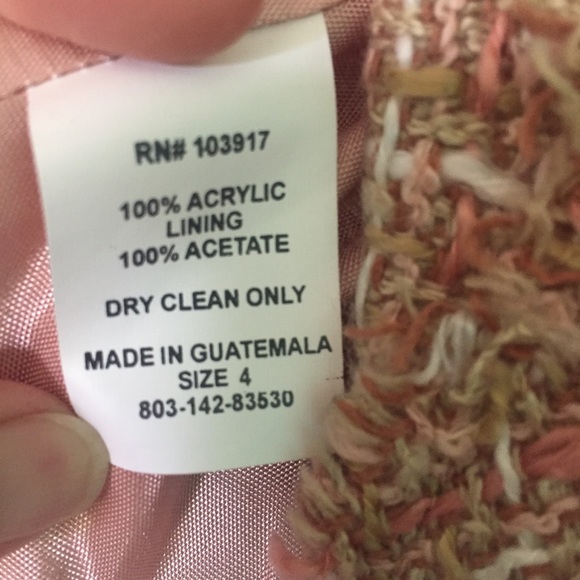 RN# 103917
100% ACRYLIC
LINING
100% ACETATE
DRY CLEAN ONLY
MADE IN GUATEMALA
SIZE 4
803-142-83530